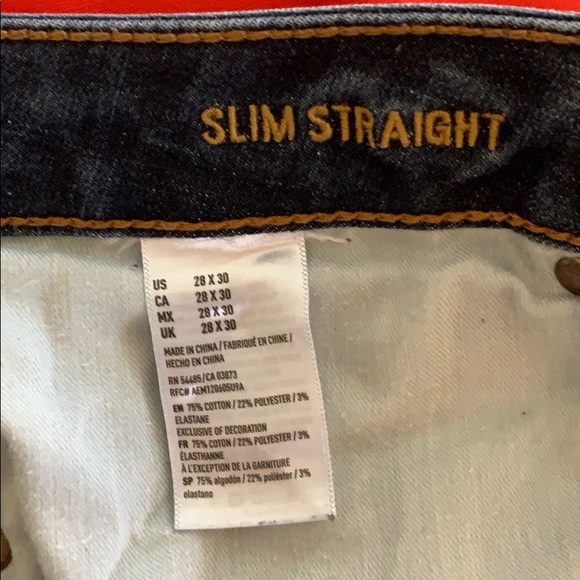 SLIM STRAIGHT
US 28 X 30
CA 28 X 30
MX 28 X 30
UK 28 X 30
MADE IN CHINA / FABRIQUÉ EN CHINE /
HECHO EN CHINA
RN 54485/CA 03873
RFC# AEM120605U9A
EN 75% COTTON / 22% POLYESTER / 3%
ELASTANE
EXCLUSIVE OF DECORATION
FR 75% COTON / 22% POLYESTER / 3%
ÉLASTHANNE
À L'EXCEPTION DE LA GARNITURE
SP 75% algodón / 22% poliéster / 3%
elastano